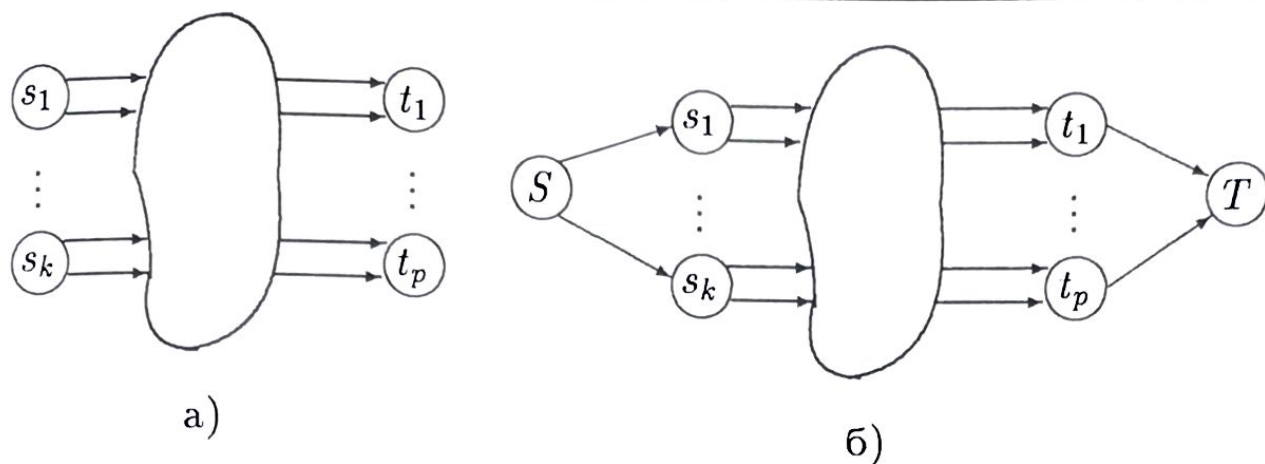 s₁ t₁
⋮ ⋮
sₖ tₚ
а)
s₁ t₁
S T
⋮ ⋮
sₖ tₚ
б)